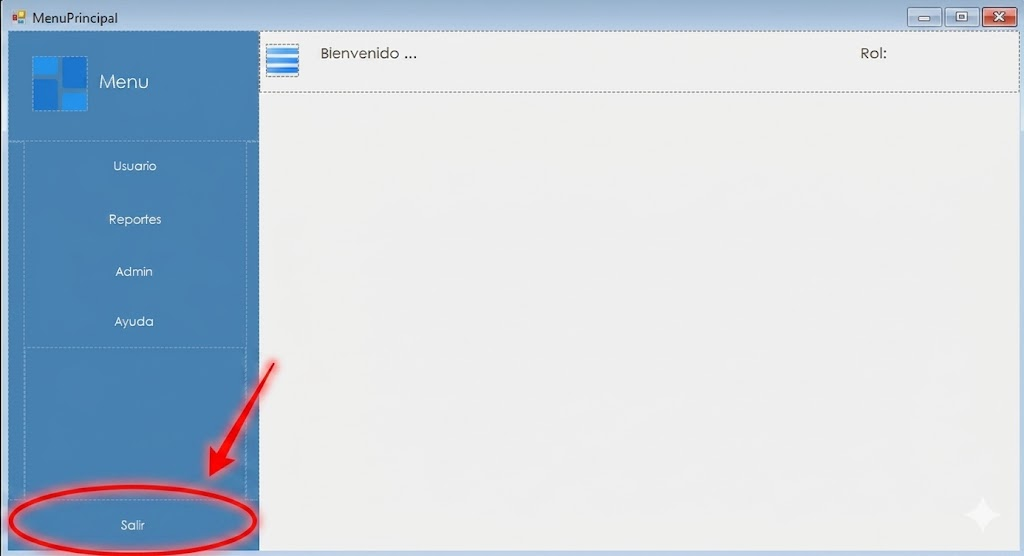 MenuPrincipal
Menu
Bienvenido ...
Rol:
Usuario
Reportes
Admin
Ayuda
Salir